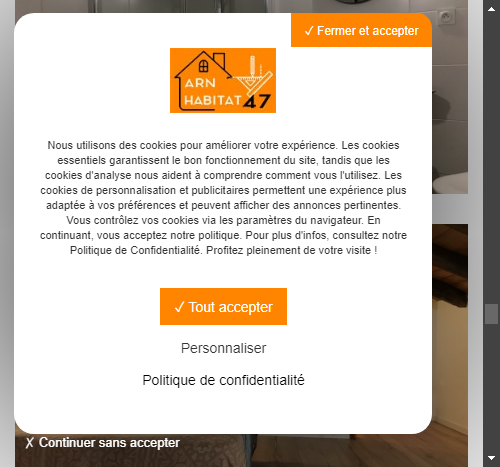 ✓ Fermer et accepter
ARN
HABITAT 47
Nous utilisons des cookies pour améliorer votre expérience. Les cookies
essentiels garantissent le bon fonctionnement du site, tandis que les
cookies d'analyse nous aident à comprendre comment vous l'utilisez. Les
cookies de personnalisation et publicitaires permettent une expérience plus
adaptée à vos préférences et peuvent afficher des annonces pertinentes.
Vous contrôlez vos cookies via les paramètres du navigateur. En
continuant, vous acceptez notre politique. Pour plus d'infos, consultez notre
Politique de Confidentialité. Profitez pleinement de votre visite !
✓ Tout accepter
Personnaliser
Politique de confidentialité
✗ Continuer sans accepter